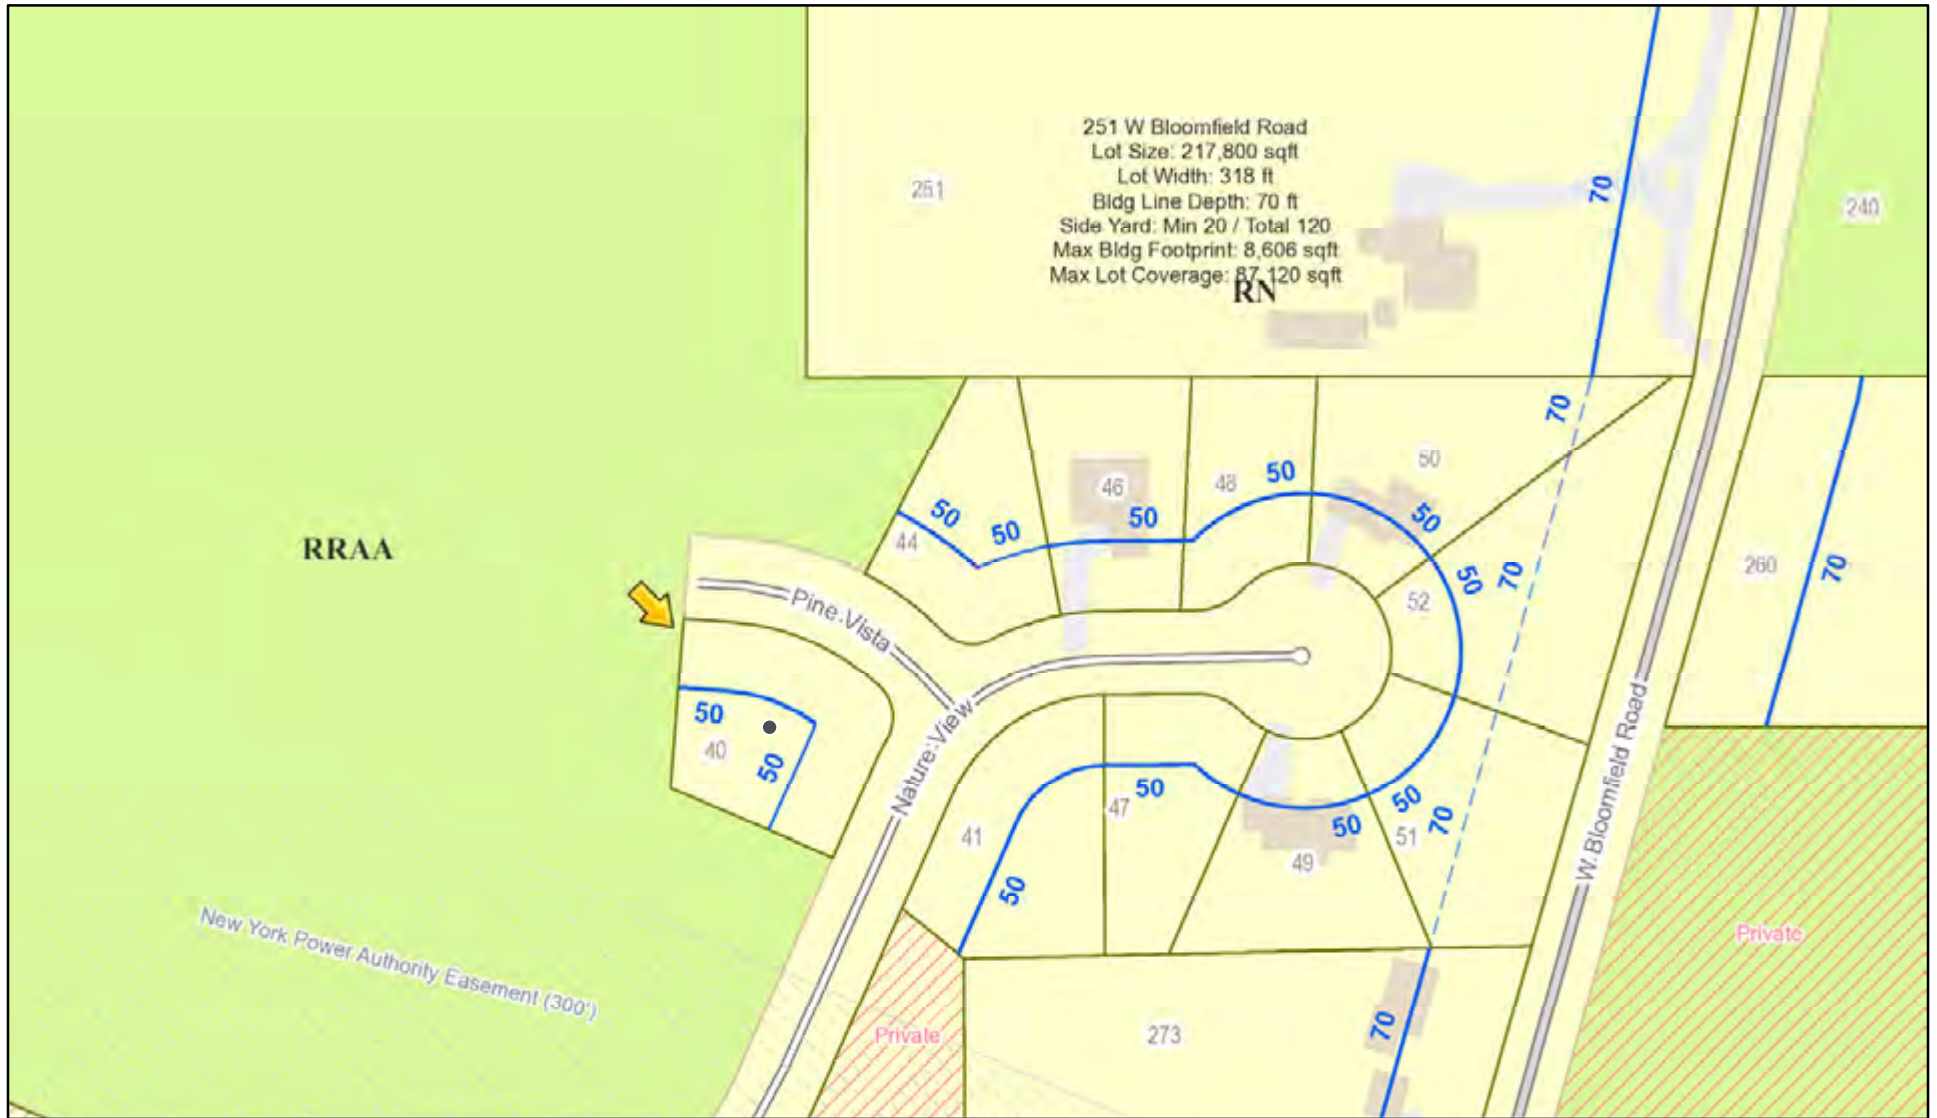 251 W Bloomfield Road
Lot Size: 217,800 sqft
Lot Width: 318 ft
Bldg Line Depth: 70 ft
Side Yard: Min 20 / Total 120
Max Bldg Footprint: 8,606 sqft
Max Lot Coverage: 87,120 sqft
RN
251
70
240
70
50
46
48
50
50
50
50
50
44
50
70
52
260
70
RRAA
Pine Vista
Nature View
50
40
50
W Bloomfield Road
41
47
50
50
50
70
51
49
50
New York Power Authority Easement (300')
Private
Private
273
70